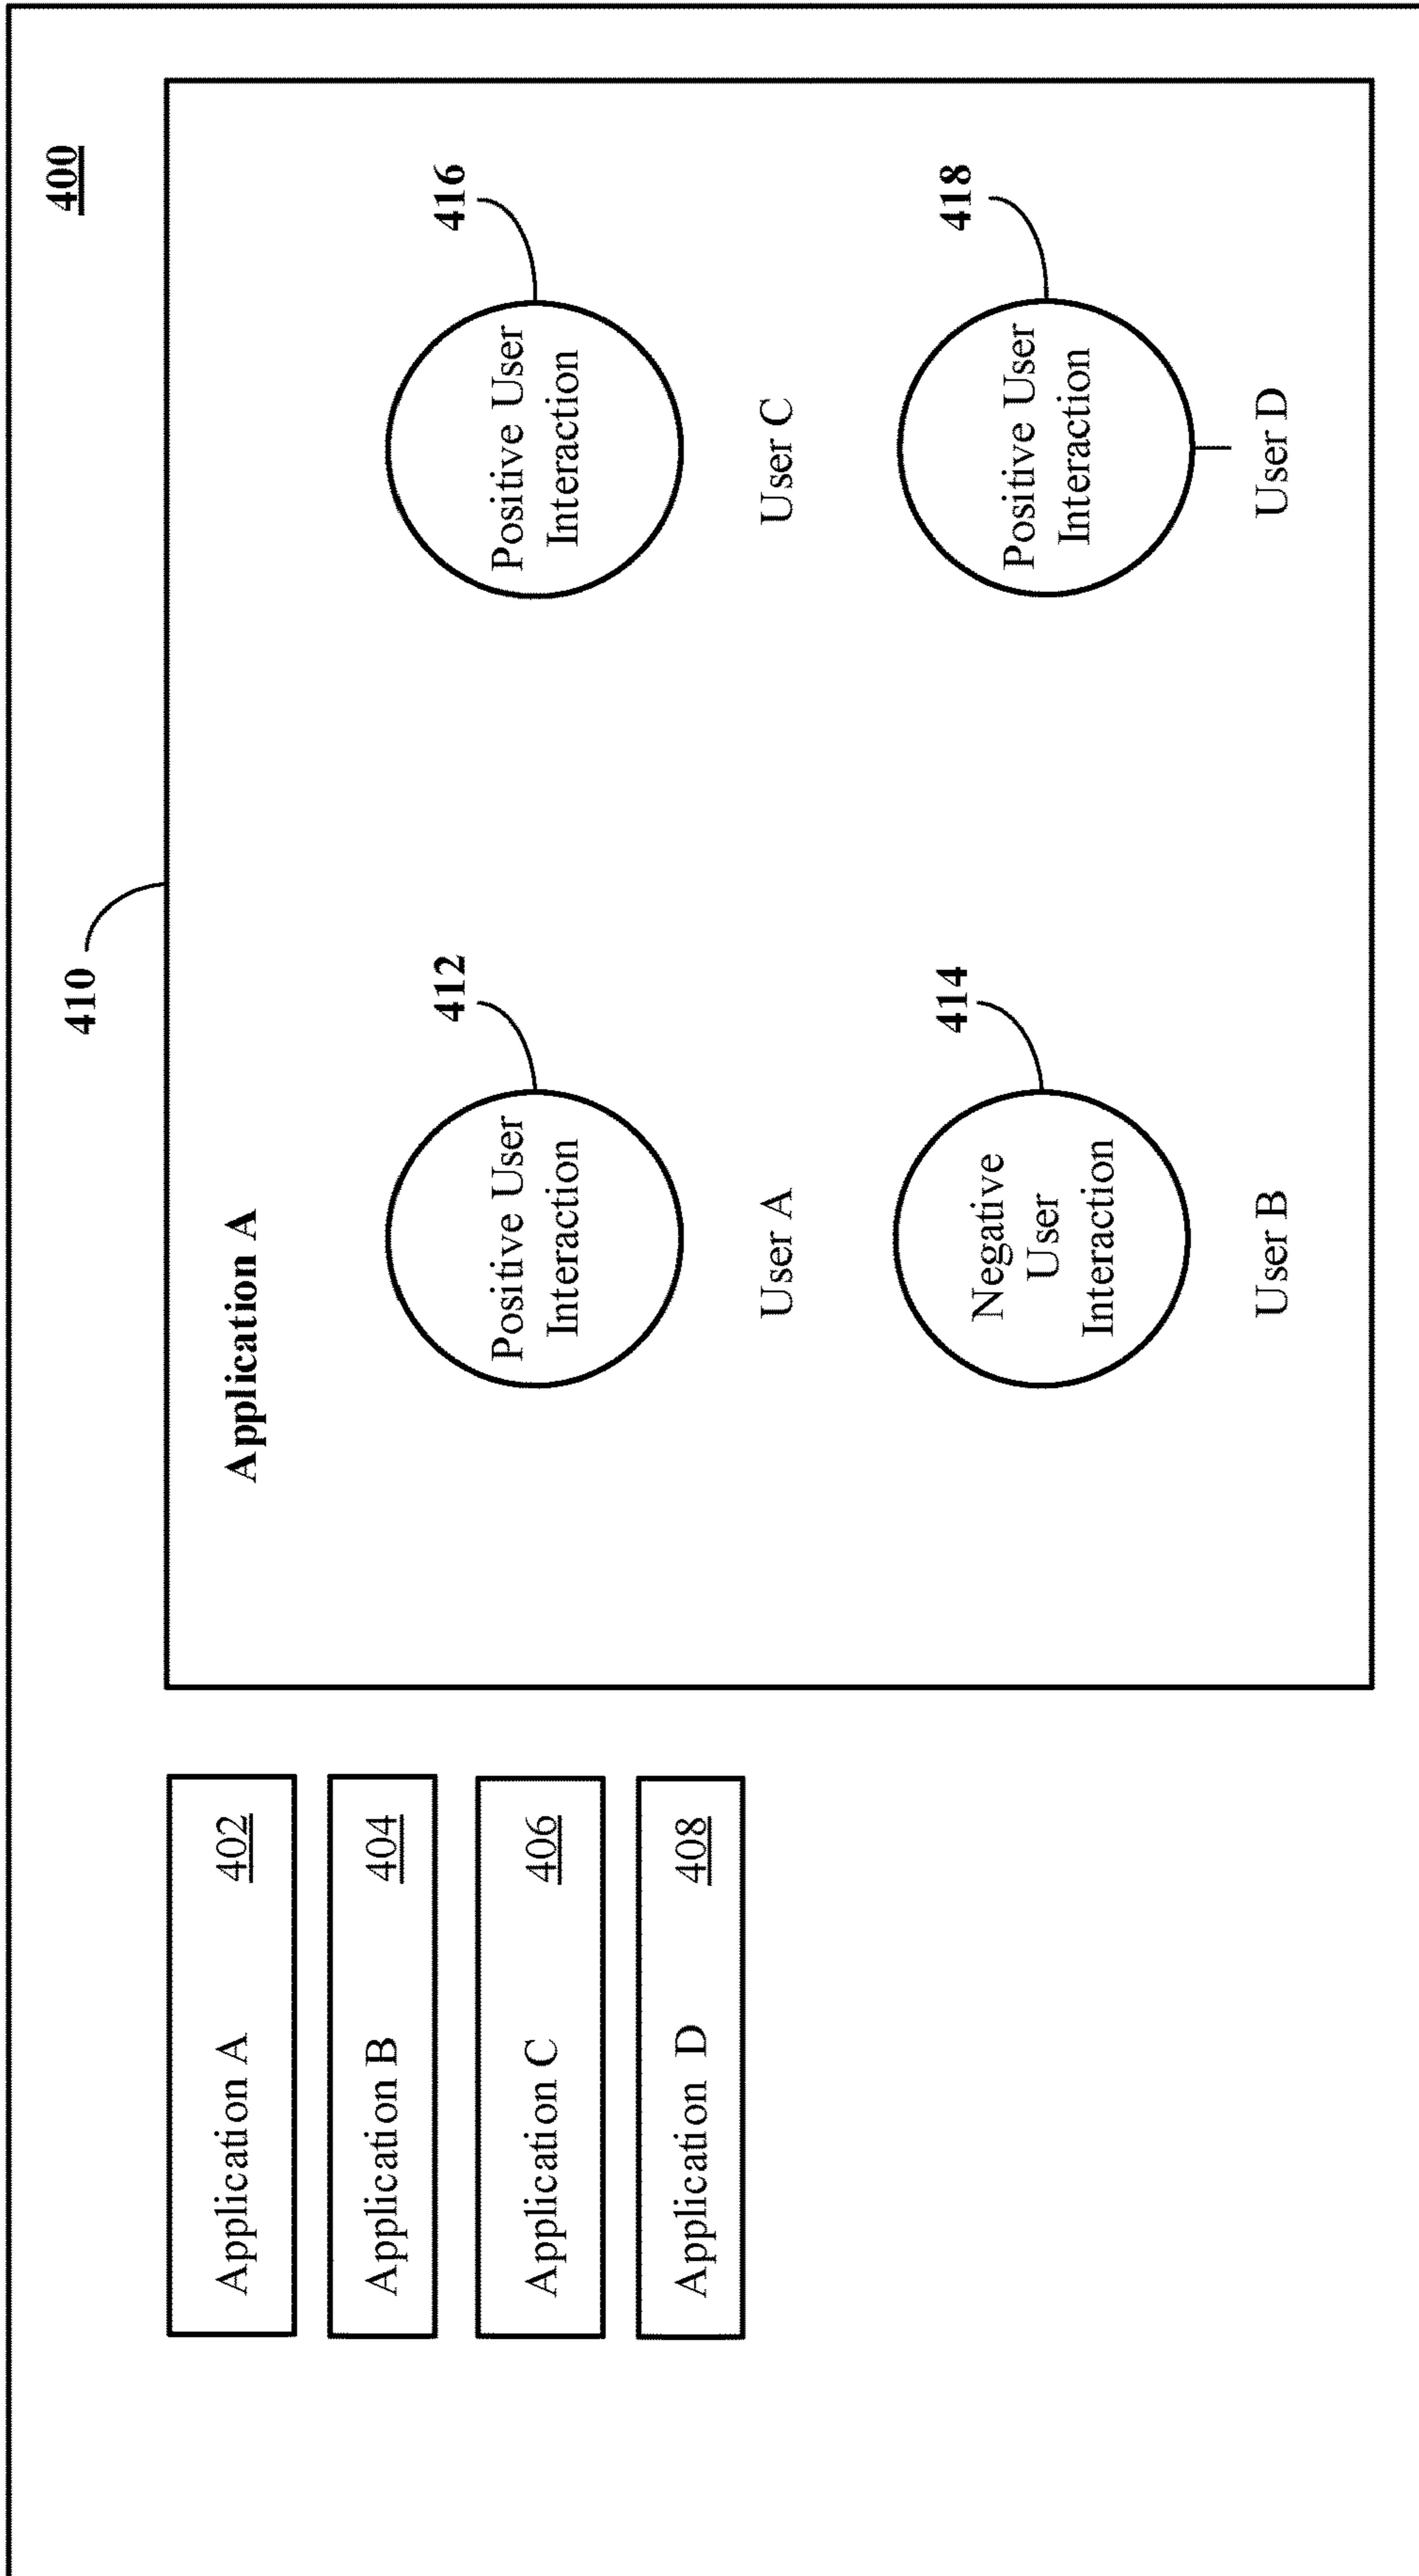 400
410
Application A 402
Application B 404
Application C 406
Application D 408
Application A
412
Positive User
Interaction
User A
416
Positive User
Interaction
User C
414
Negative
User
Interaction
User B
418
Positive User
Interaction
User D